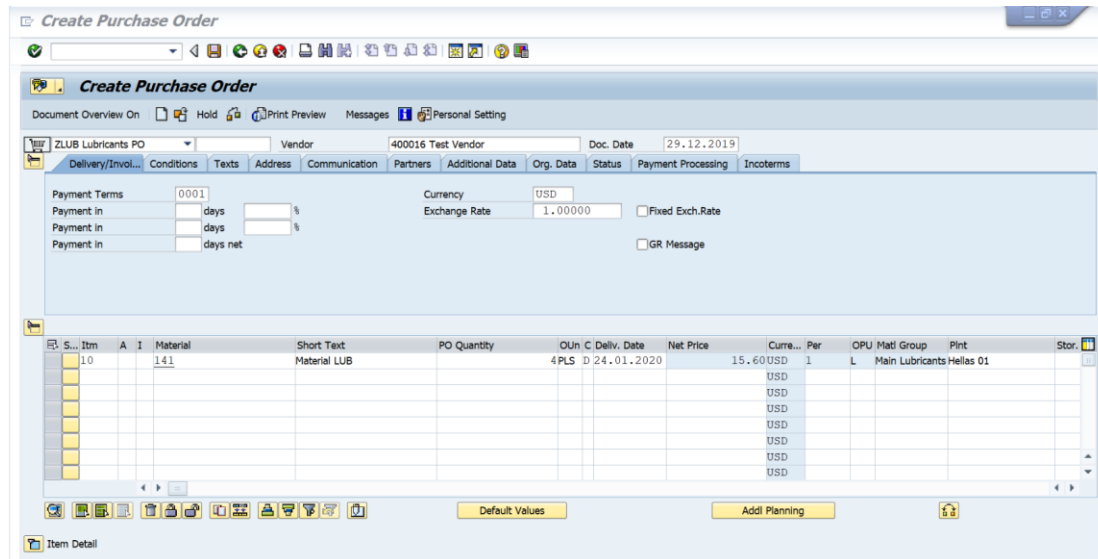 Create Purchase Order
Create Purchase Order
Document Overview On Hold Print Preview Messages Personal Setting
ZLUB Lubricants PO Vendor 400016 Test Vendor Doc. Date 29.12.2019
Delivery/Invoi... Conditions Texts Address Communication Partners Additional Data Org. Data Status Payment Processing Incoterms
Payment Terms 0001 Currency USD
Payment in days % Exchange Rate 1.00000 Fixed Exch.Rate
Payment in days %
Payment in days net GR Message
S... Itm A I Material Short Text PO Quantity OUn C Deliv. Date Net Price Curre... Per OPU Matl Group Plnt Stor.
10 141 Material LUB 4 PLS D 24.01.2020 15.60 USD 1 L Main Lubricants Hellas 01
USD
USD
USD
USD
USD
USD
USD
Default Values Addl Planning
Item Detail